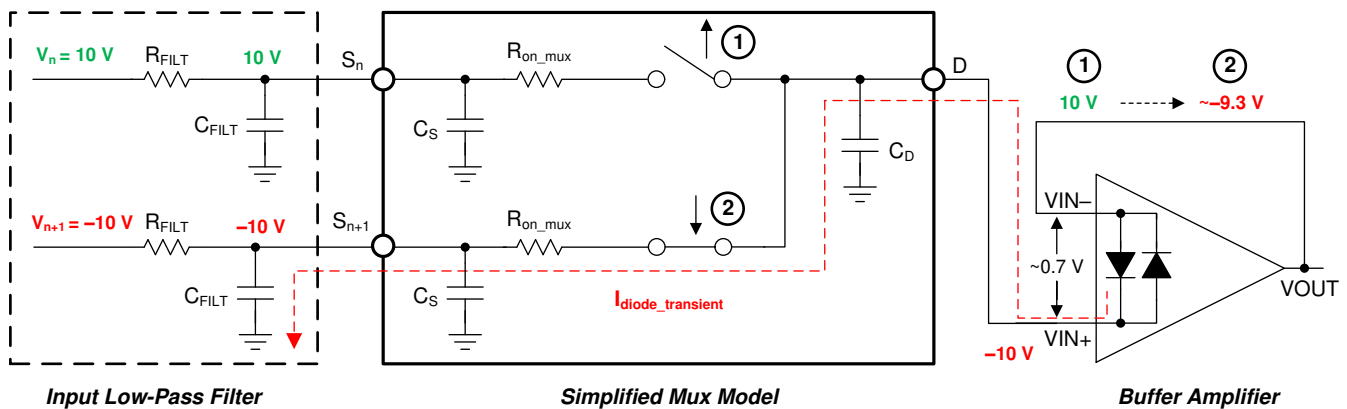 Vn = 10 V
RFILT
10 V
Sn
Ron_mux
1
D
1
2
10 V
~–9.3 V
CFILT
CS
CD
Vn+1 = –10 V
RFILT
–10 V
Sn+1
Ron_mux
2
VIN–
~0.7 V
VOUT
CFILT
CS
Idiode_transient
VIN+
–10 V
Input Low-Pass Filter
Simplified Mux Model
Buffer Amplifier